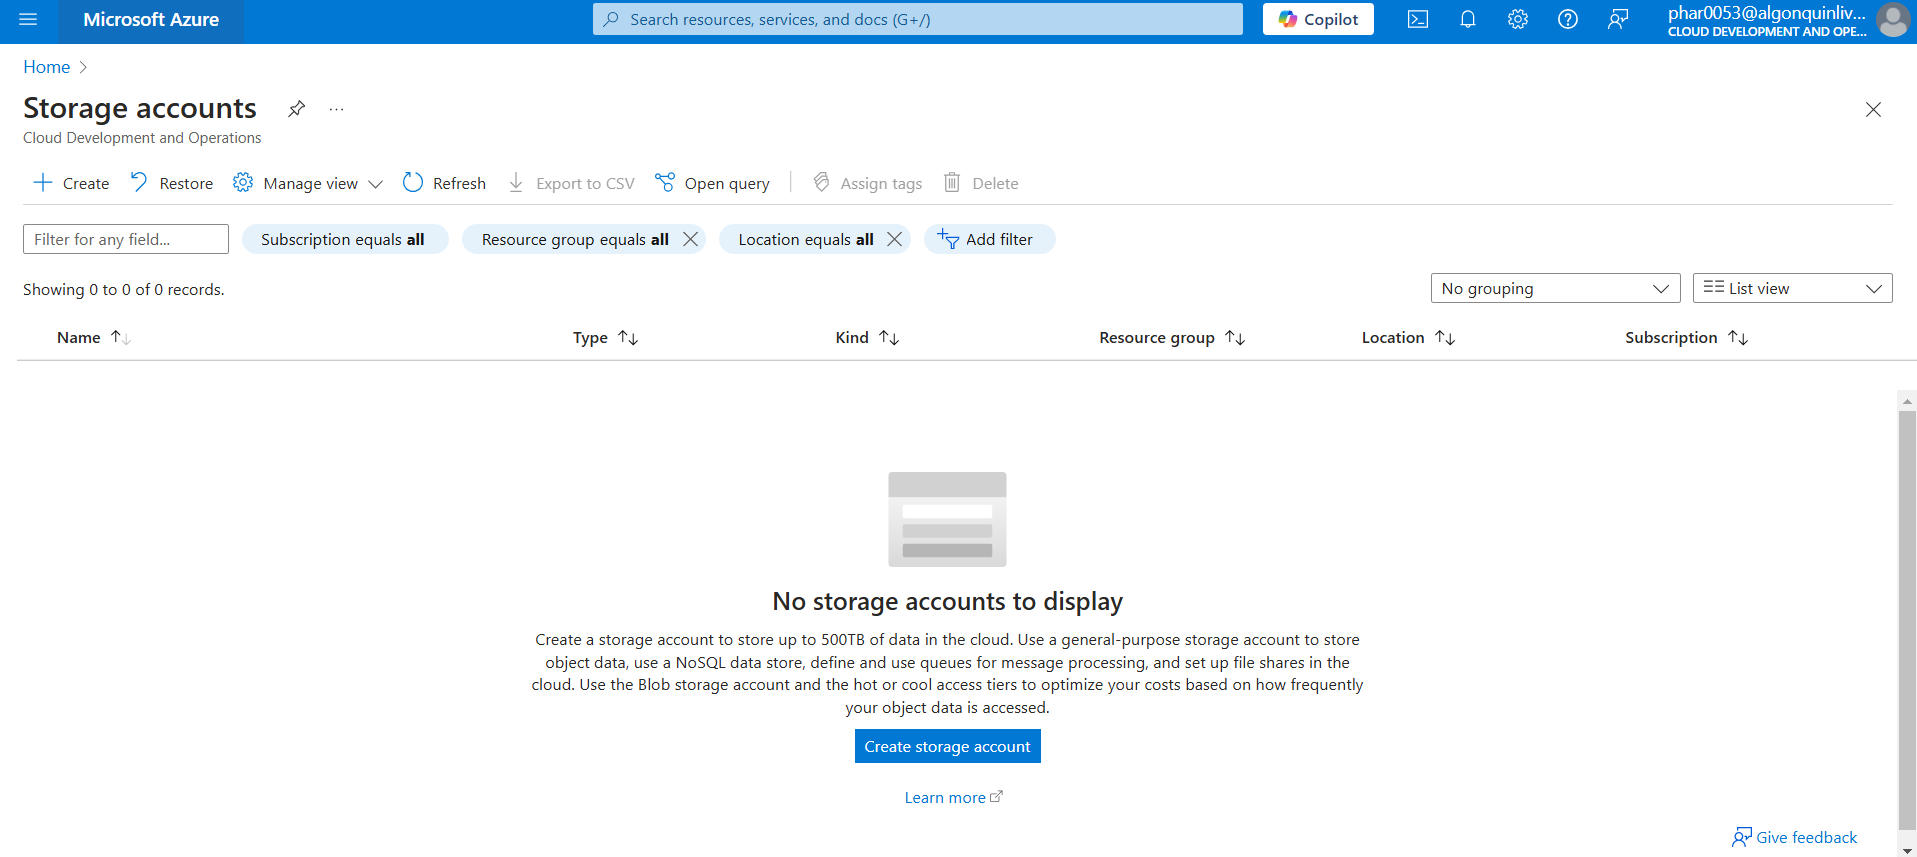 Microsoft Azure
Search resources, services, and docs (G+/)
Copilot
phar0053@algonquinliv...
CLOUD DEVELOPMENT AND OPE...
Home
Storage accounts
...
Cloud Development and Operations
Create
Restore
Manage view
Refresh
Export to CSV
Open query
Assign tags
Delete
Filter for any field...
Subscription equals all
Resource group equals all
Location equals all
Add filter
Showing 0 to 0 of 0 records.
No grouping
List view
Name
Type
Kind
Resource group
Location
Subscription
No storage accounts to display
Create a storage account to store up to 500TB of data in the cloud. Use a general-purpose storage account to store
object data, use a NoSQL data store, define and use queues for message processing, and set up file shares in the
cloud. Use the Blob storage account and the hot or cool access tiers to optimize your costs based on how frequently
your object data is accessed.
Create storage account
Learn more
Give feedback